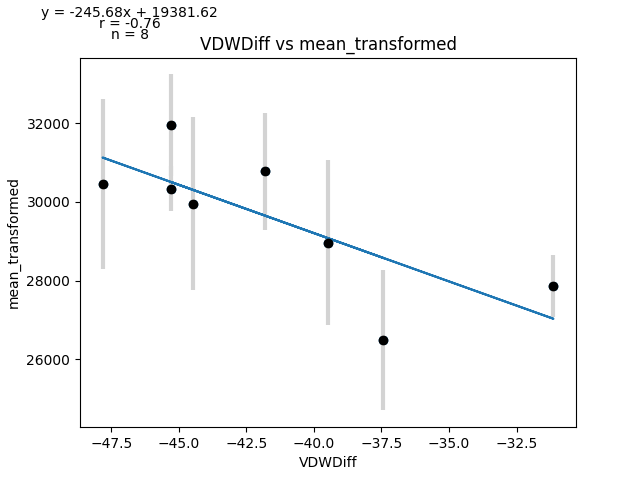 y = -245.68x + 19381.62
r = -0.76
n = 8
VDWDiff vs mean_transformed
32000
30000
28000
26000
mean_transformed
−47.5 −45.0 −42.5 −40.0 −37.5 −35.0 −32.5
VDWDiff